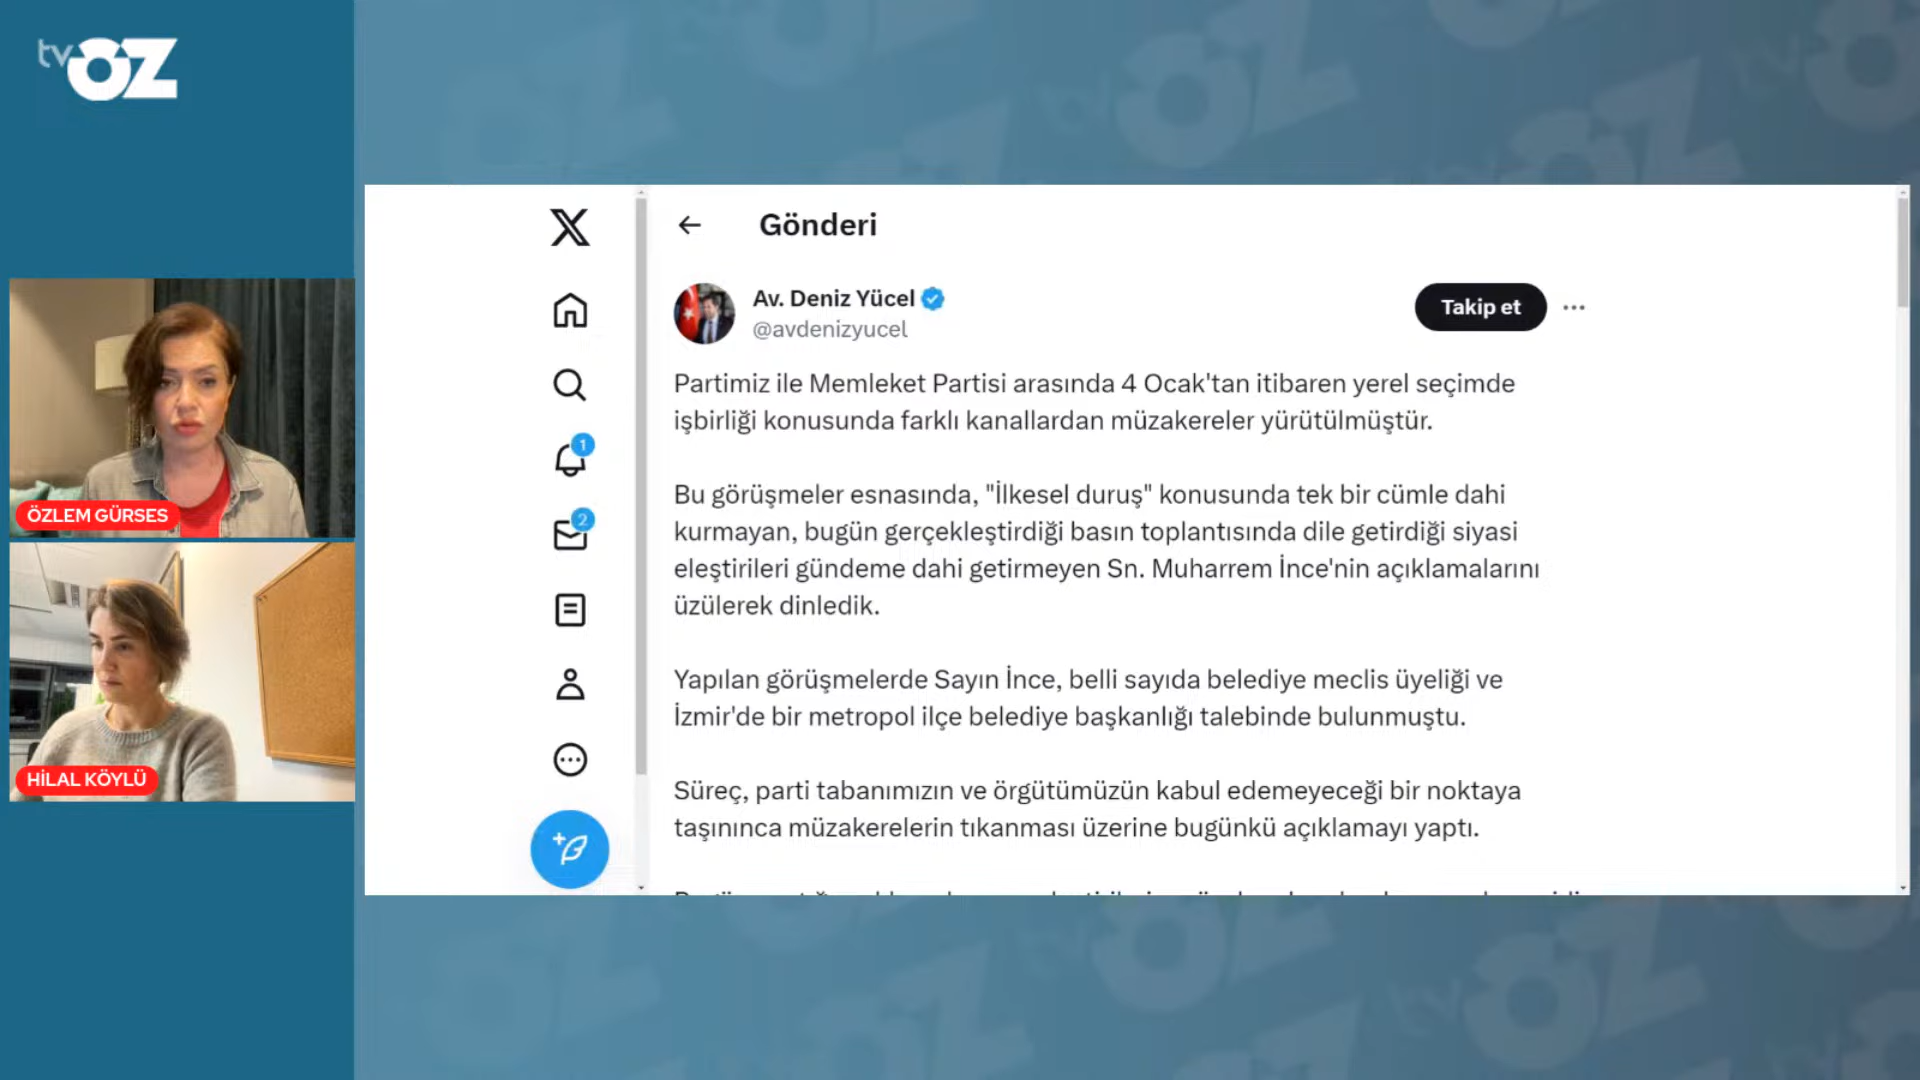 tv ÖZ
ÖZLEM GÜRSES
HİLAL KÖYLÜ
1
2
Gönderi
Av. Deniz Yücel
@avdenizyucel
Takip et
Partimiz ile Memleket Partisi arasında 4 Ocak'tan itibaren yerel seçimde
işbirliği konusunda farklı kanallardan müzakereler yürütülmüştür.
Bu görüşmeler esnasında, "İlkesel duruş" konusunda tek bir cümle dahi
kurmayan, bugün gerçekleştirdiği basın toplantısında dile getirdiği siyasi
eleştirileri gündeme dahi getirmeyen Sn. Muharrem İnce'nin açıklamalarını
üzülerek dinledik.
Yapılan görüşmelerde Sayın İnce, belli sayıda belediye meclis üyeliği ve
İzmir'de bir metropol ilçe belediye başkanlığı talebinde bulunmuştu.
Süreç, parti tabanımızın ve örgütümüzün kabul edemeyeceği bir noktaya
taşınınca müzakerelerin tıkanması üzerine bugünkü açıklamayı yaptı.